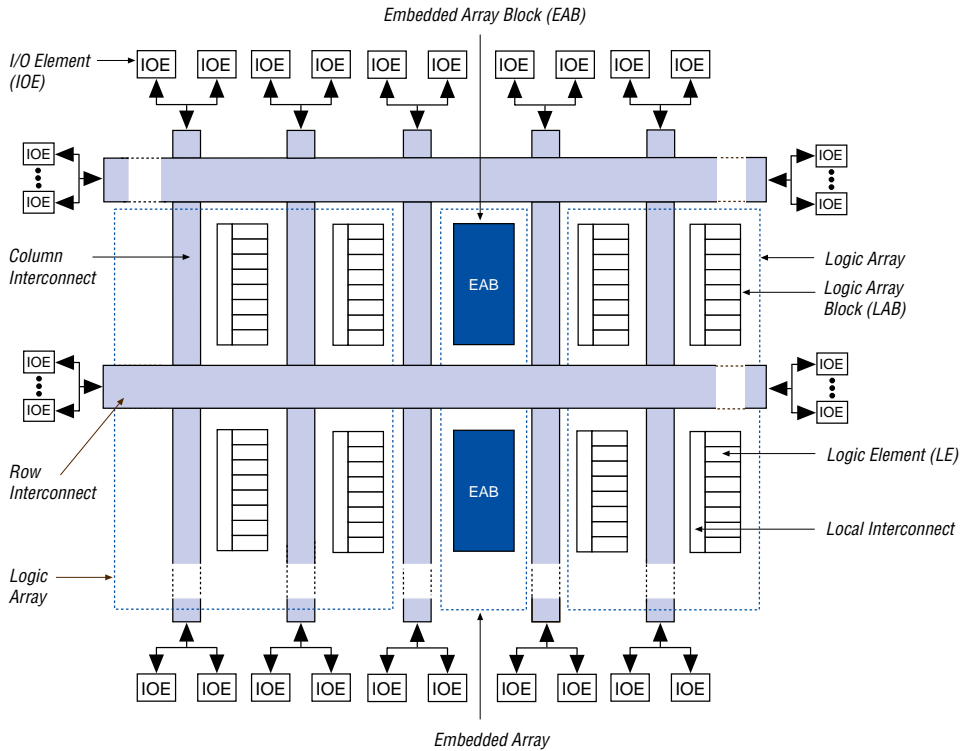 Embedded Array Block (EAB)
I/O Element
(IOE)
IOE IOE IOE IOE IOE IOE IOE IOE IOE IOE
IOE IOE
IOE IOE
Column
Interconnect
EAB
Logic Array
Logic Array
Block (LAB)
IOE IOE
IOE IOE
Row
Interconnect
EAB
Logic Element (LE)
Local Interconnect
Logic
Array
IOE IOE IOE IOE IOE IOE IOE IOE IOE IOE
Embedded Array